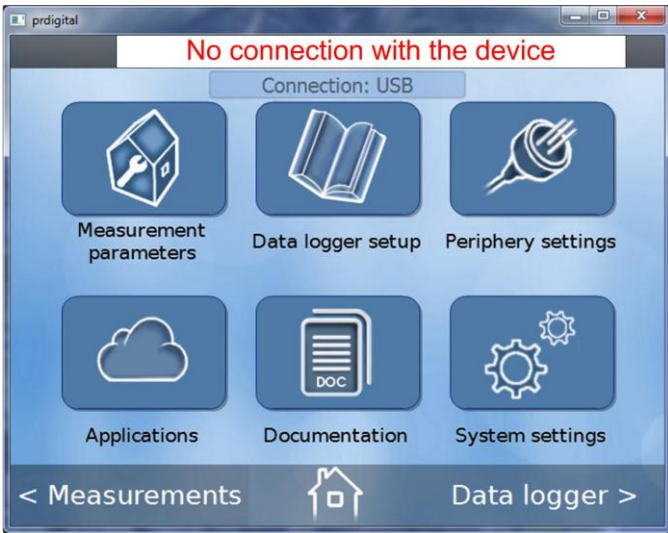 prdigital
No connection with the device
Connection: USB
Measurement
parameters
Data logger setup
Periphery settings
DOC
Applications
Documentation
System settings
< Measurements
Data logger >